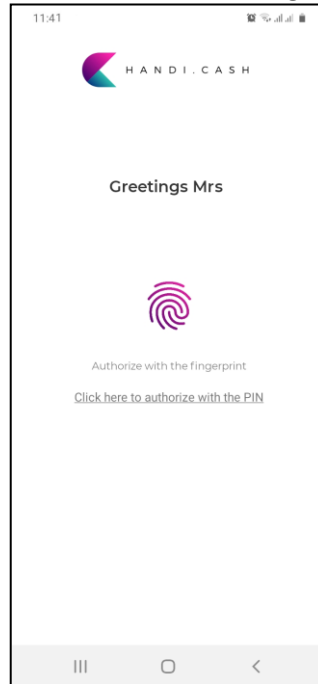 11:41
HANDI.CASH
Greetings Mrs
Authorize with the fingerprint
Click here to authorize with the PIN